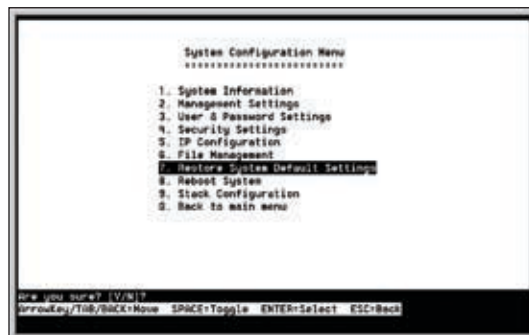 System Configuration Menu
************************
1. System Information
2. Management Settings
3. User & Password Settings
4. Security Settings
5. IP Configuration
6. File Management
7. Restore System Default Settings
8. Reboot System
9. Stack Configuration
0. Back to main menu
Are you sure? [Y/N]?
ArrowKey/TAB/BACK=Move SPACE=Toggle ENTER=Select ESC=Back